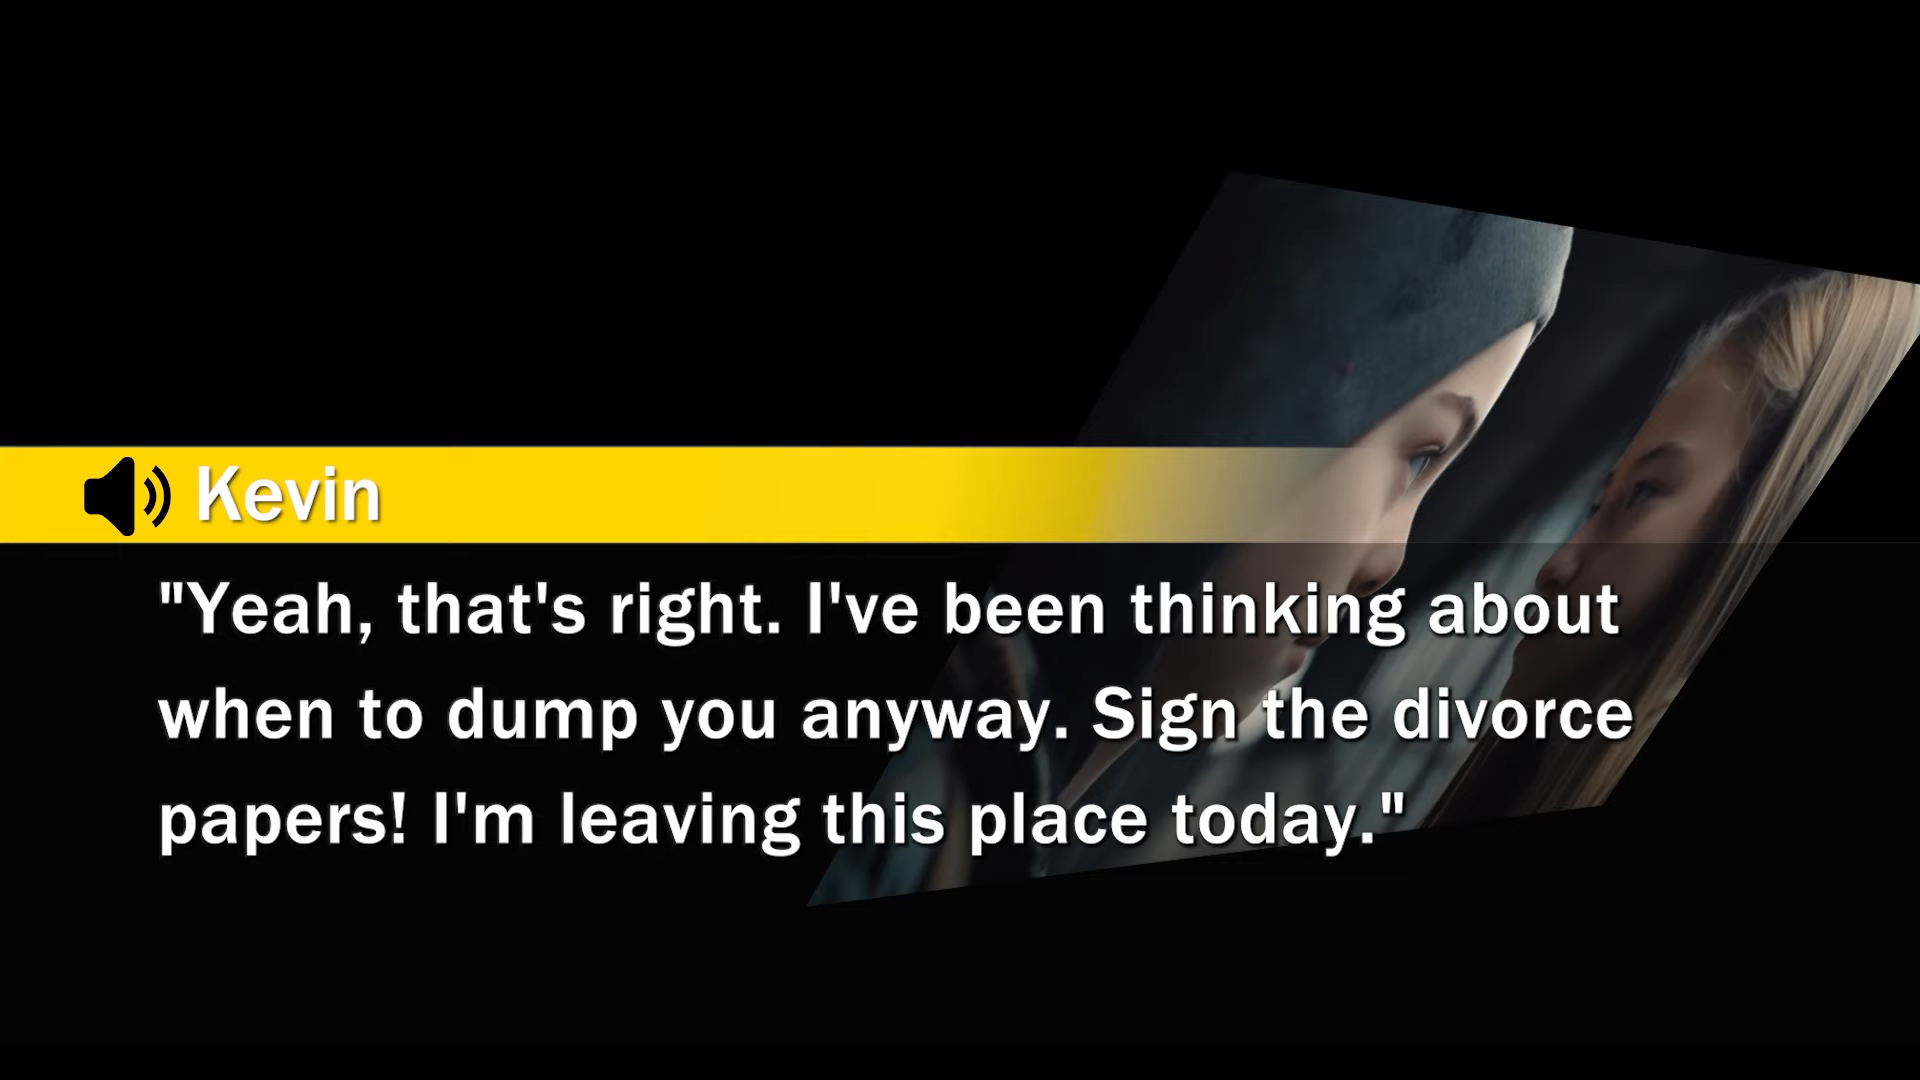 Kevin
"Yeah, that's right. I've been thinking about
when to dump you anyway. Sign the divorce
papers! I'm leaving this place today."